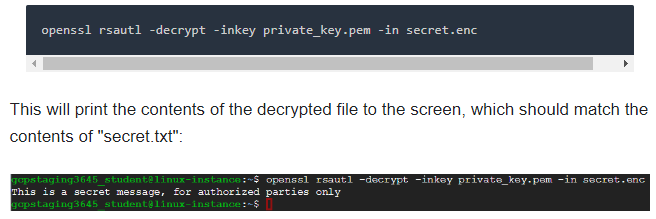 openssl rsautl -decrypt -inkey private_key.pem -in secret.enc
This will print the contents of the decrypted file to the screen, which should match the
contents of "secret.txt":
gcpstaging3645_student@linux-instance:~$ openssl rsautl -decrypt -inkey private_key.pem -in secret.enc
This is a secret message, for authorized parties only
gcpstaging3645_student@linux-instance:~$